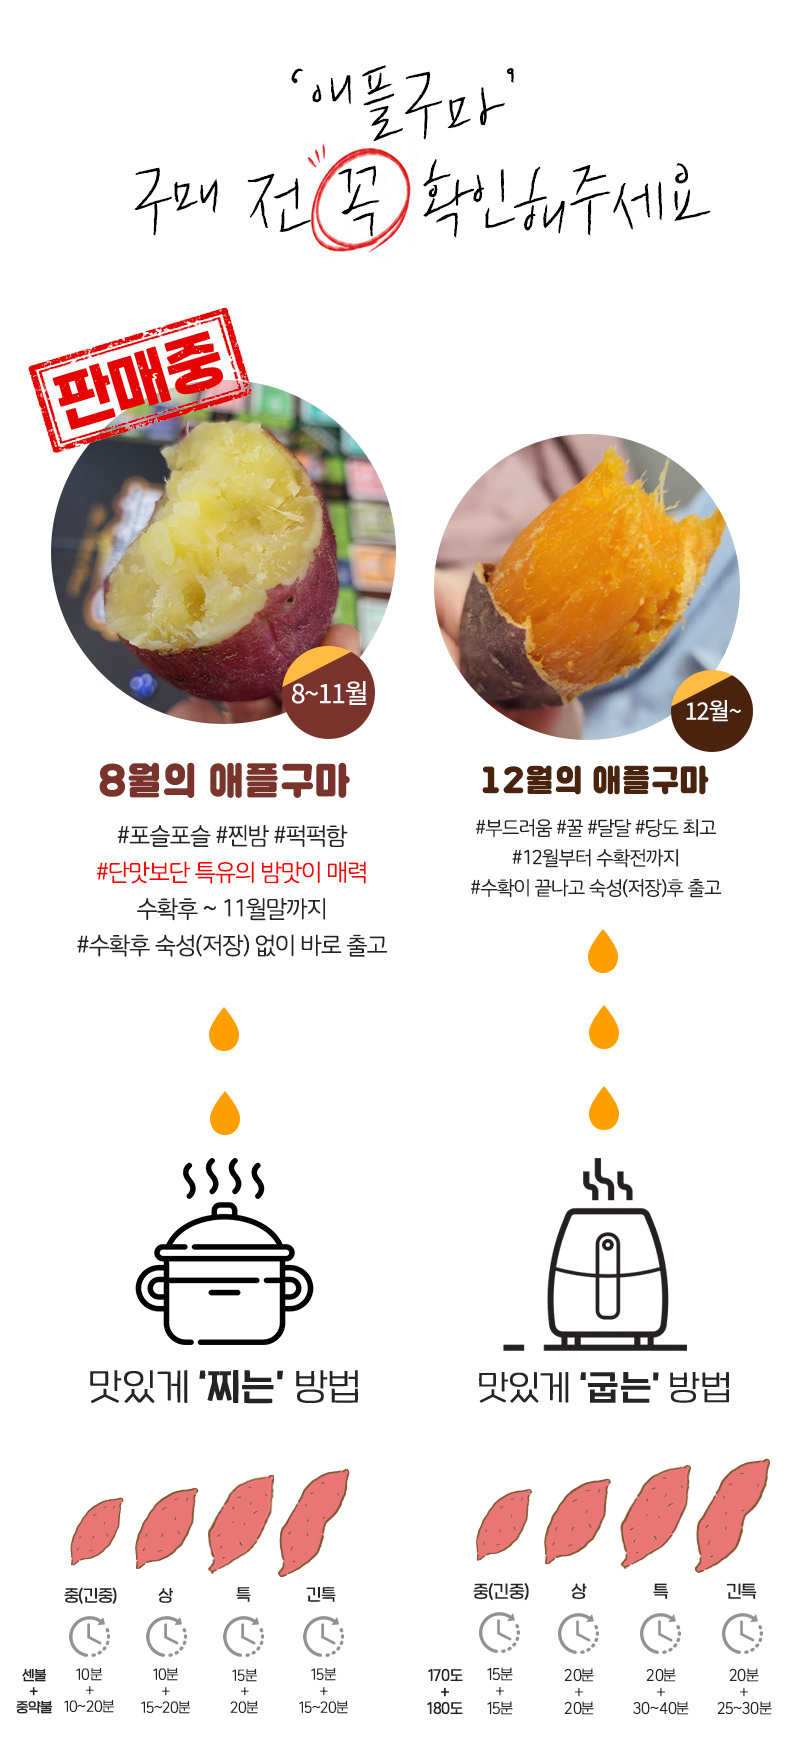 ‘애플구마’
구매 전 꼭 확인해주세요
판매중
8~11월
8월의 애플구마
#포슬포슬 #찐밤 #퍽퍽함
#단맛보단 특유의 밤맛이 매력
수확후 ~ 11월말까지
#수확후 숙성(저장) 없이 바로 출고
12월~
12월의 애플구마
#부드러움 #꿀 #달달 #당도 최고
#12월부터 수확전까지
#수확이 끝나고 숙성(저장)후 출고
맛있게 ‘찌는’ 방법
중(긴중) 상 특 긴특
센불 10분 10분 15분 15분
+ + + + +
중약불 10~20분 15~20분 20분 15~20분
맛있게 ‘굽는’ 방법
중(긴중) 상 특 긴특
170도 15분 20분 20분 20분
+ + + + +
180도 15분 20분 30~40분 25~30분